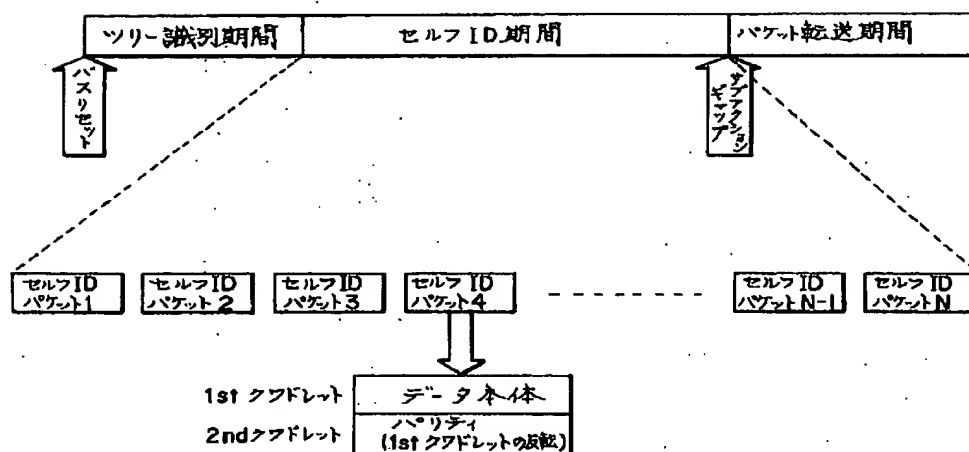 ツリー識別期間
セルフID期間
パケット転送期間
バスリセット
サブアクション
ギャップ
セルフID
パケット1
セルフID
パケット2
セルフID
パケット3
セルフID
パケット4
セルフID
パケットN-1
セルフID
パケットN
1st クワドレット
データ本体
2ndクワドレット
パリティ
(1stクワドレットの反転)